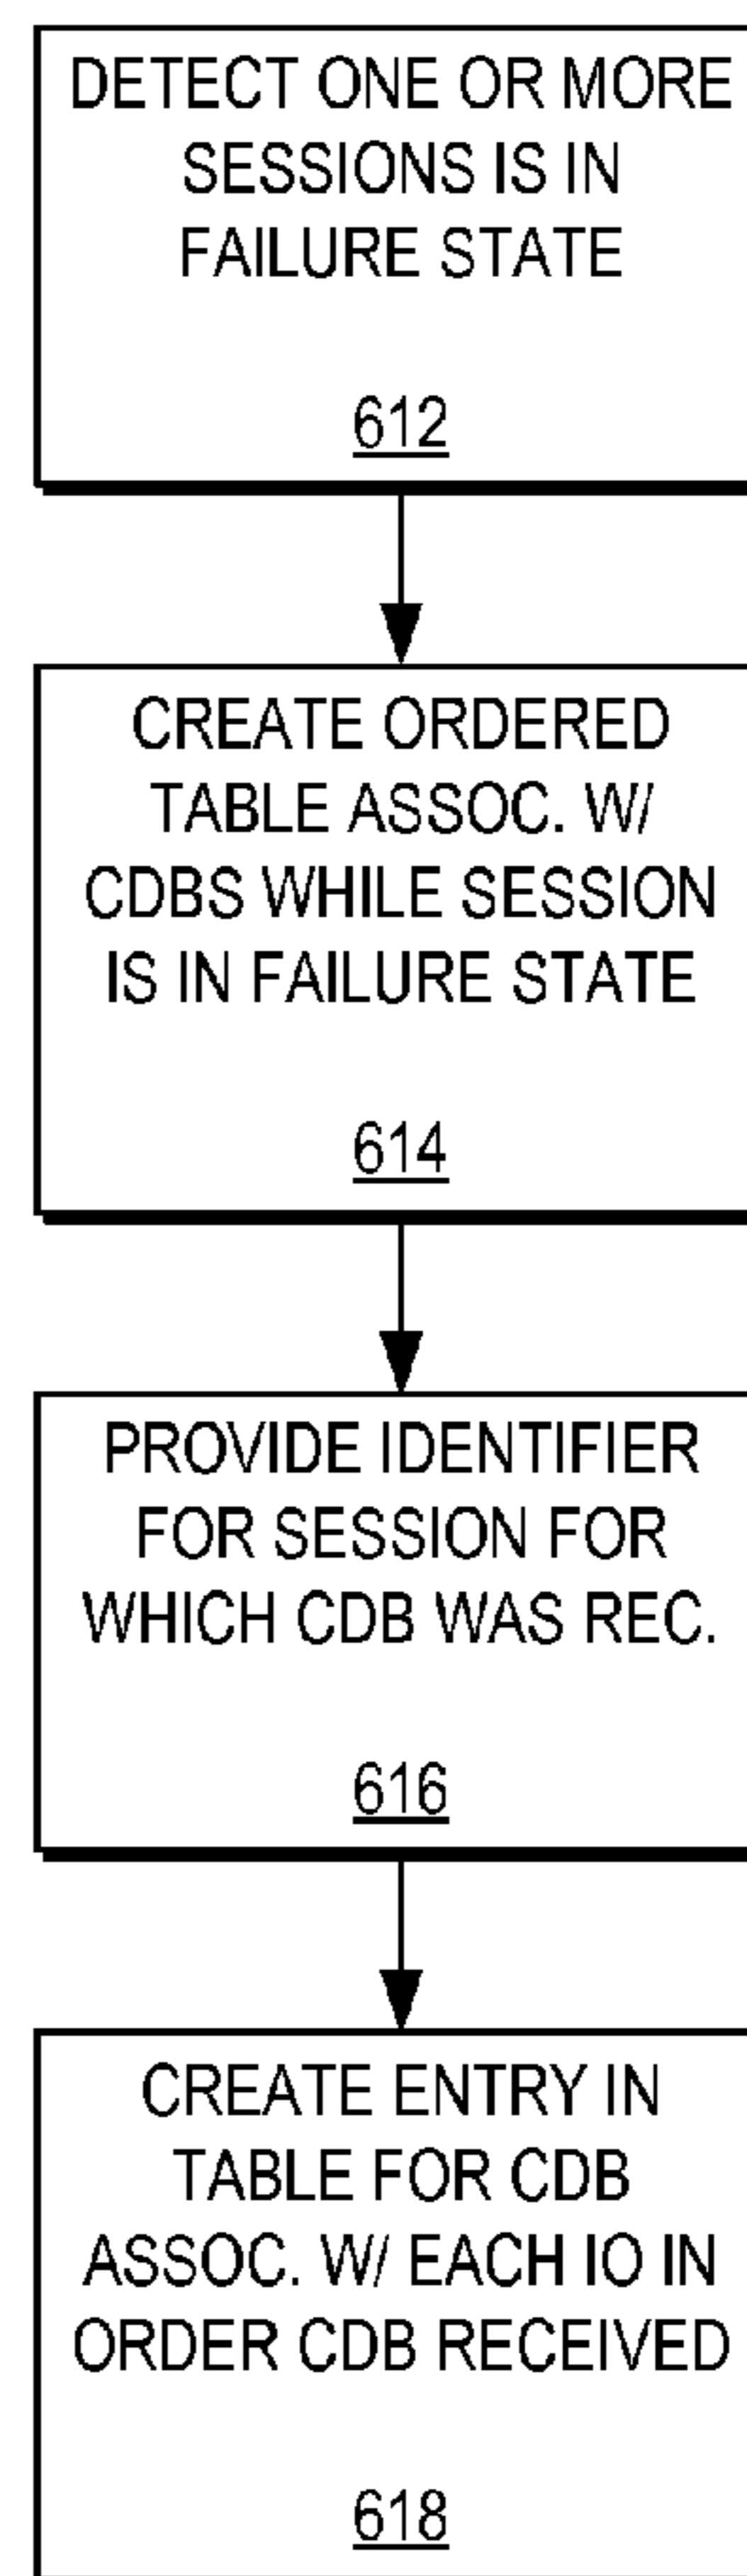 DETECT ONE OR MORE
SESSIONS IS IN
FAILURE STATE
612
CREATE ORDERED
TABLE ASSOC. W/
CDBS WHILE SESSION
IS IN FAILURE STATE
614
PROVIDE IDENTIFIER
FOR SESSION FOR
WHICH CDB WAS REC.
616
CREATE ENTRY IN
TABLE FOR CDB
ASSOC. W/ EACH IO IN
ORDER CDB RECEIVED
618